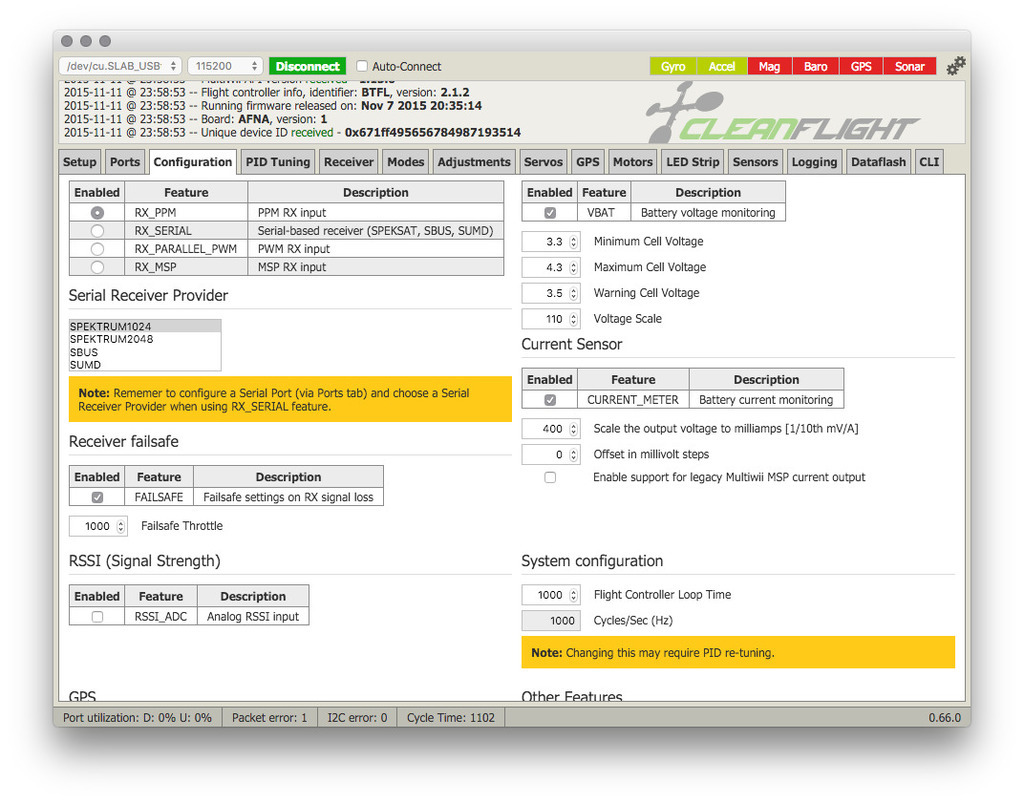 /dev/cu.SLAB_USB 115200 Disconnect Auto-Connect Gyro Accel Mag Baro GPS Sonar
2015-11-11 @ 23:58:53 -- Flight controller info, identifier: BTFL, version: 2.1.2
2015-11-11 @ 23:58:53 -- Running firmware released on: Nov 7 2015 20:35:14
2015-11-11 @ 23:58:53 -- Board: AFNA, version: 1
2015-11-11 @ 23:58:53 -- Unique device ID received - 0x671ff495656784987193514
CLEANFLIGHT
Setup Ports Configuration PID Tuning Receiver Modes Adjustments Servos GPS Motors LED Strip Sensors Logging Dataflash CLI
Enabled Feature Description
RX_PPM PPM RX input
RX_SERIAL Serial-based receiver (SPEKSAT, SBUS, SUMD)
RX_PARALLEL_PWM PWM RX input
RX_MSP MSP RX input
Serial Receiver Provider
SPEKTRUM1024
SPEKTRUM2048
SBUS
SUMD
Note: Rememer to configure a Serial Port (via Ports tab) and choose a Serial
Receiver Provider when using RX_SERIAL feature.
Receiver failsafe
Enabled Feature Description
FAILSAFE Failsafe settings on RX signal loss
1000 Failsafe Throttle
RSSI (Signal Strength)
Enabled Feature Description
RSSI_ADC Analog RSSI input
GPS
Enabled Feature Description
VBAT Battery voltage monitoring
3.3 Minimum Cell Voltage
4.3 Maximum Cell Voltage
3.5 Warning Cell Voltage
110 Voltage Scale
Current Sensor
Enabled Feature Description
CURRENT_METER Battery current monitoring
400 Scale the output voltage to milliamps [1/10th mV/A]
0 Offset in millivolt steps
Enable support for legacy Multiwii MSP current output
System configuration
1000 Flight Controller Loop Time
1000 Cycles/Sec (Hz)
Note: Changing this may require PID re-tuning.
Other Features
Port utilization: D: 0% U: 0% Packet error: 1 I2C error: 0 Cycle Time: 1102 0.66.0